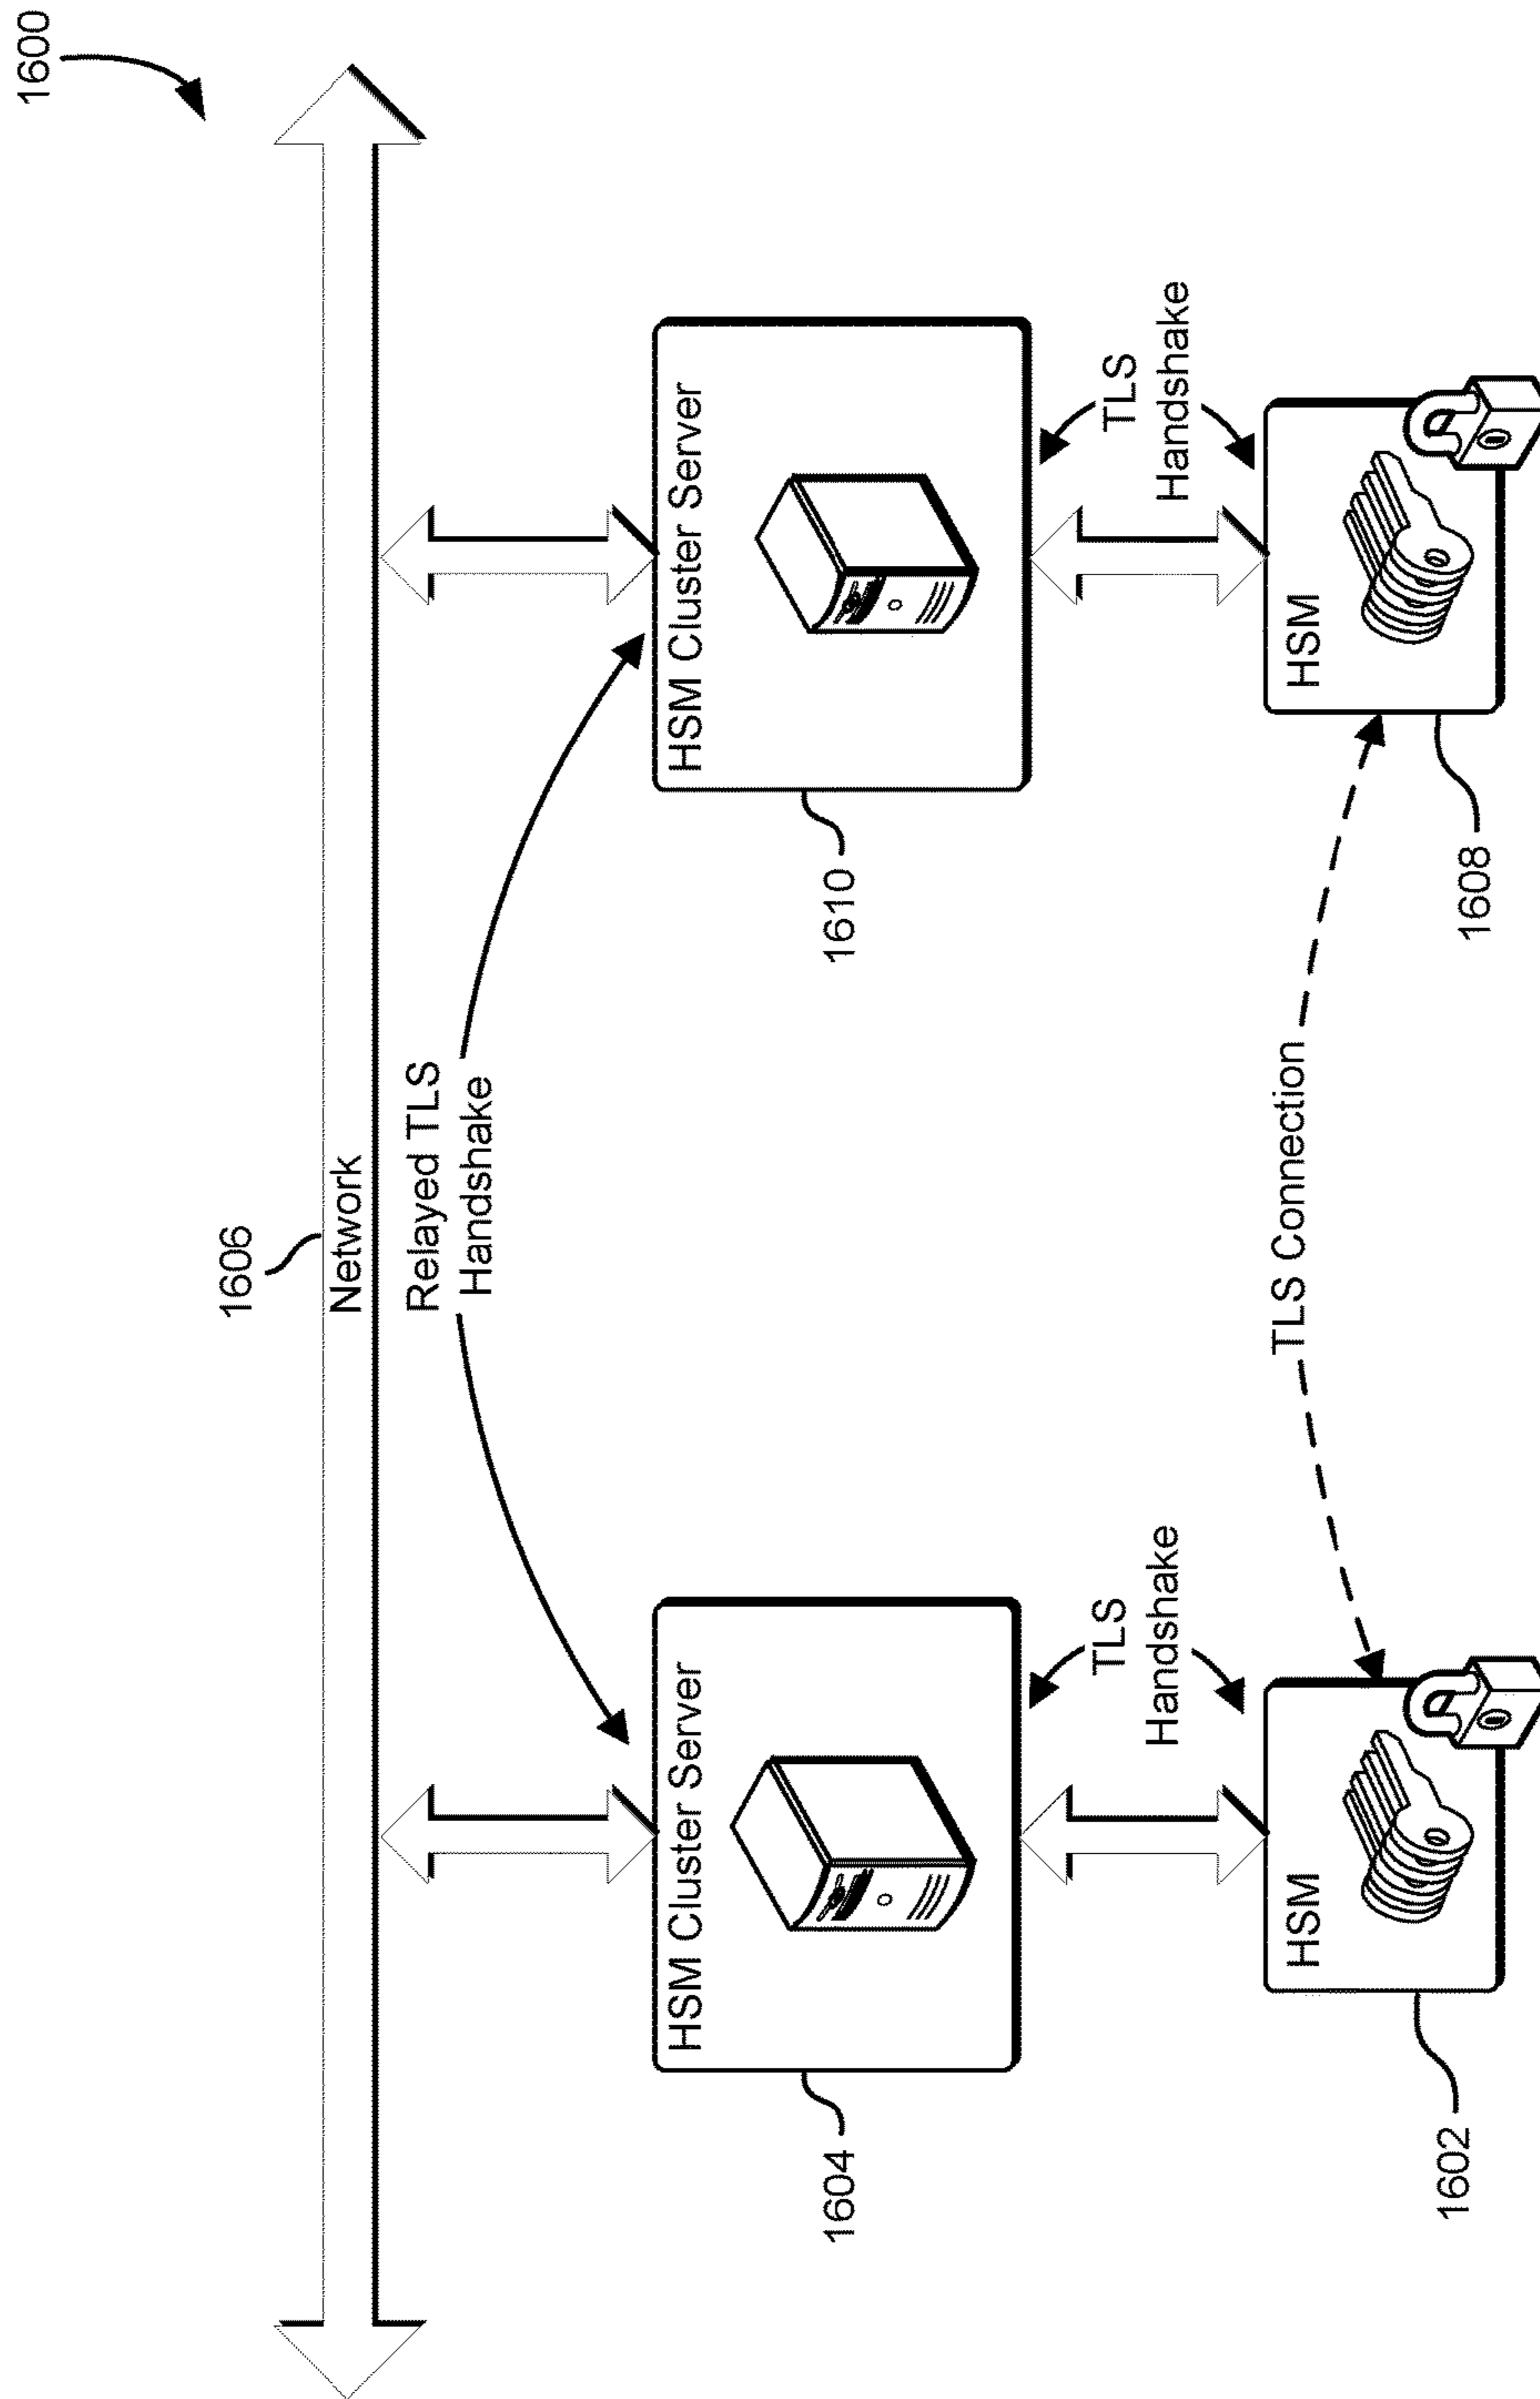 1600
1606
Network
Relayed TLS
Handshake
HSM Cluster Server
HSM Cluster Server
1604
1610
TLS
Handshake
TLS
Handshake
HSM
TLS Connection
HSM
1602
1608